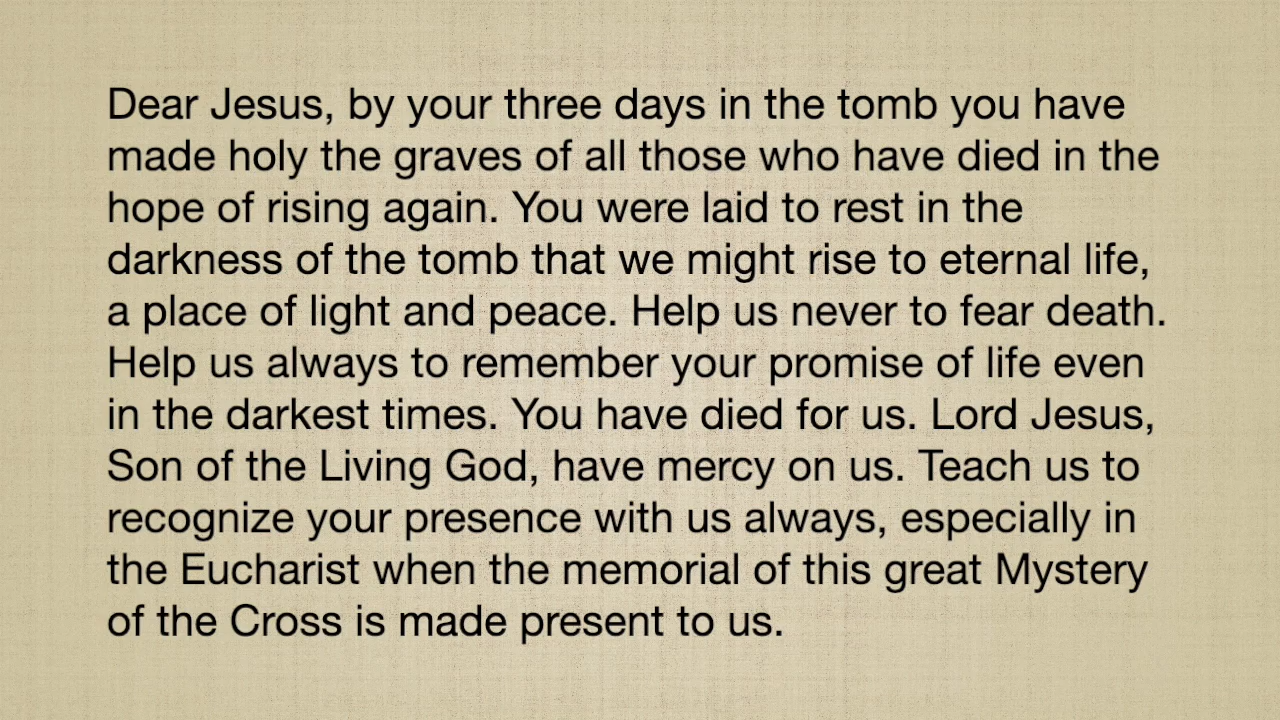 Dear Jesus, by your three days in the tomb you have
made holy the graves of all those who have died in the
hope of rising again. You were laid to rest in the
darkness of the tomb that we might rise to eternal life,
a place of light and peace. Help us never to fear death.
Help us always to remember your promise of life even
in the darkest times. You have died for us. Lord Jesus,
Son of the Living God, have mercy on us. Teach us to
recognize your presence with us always, especially in
the Eucharist when the memorial of this great Mystery
of the Cross is made present to us.